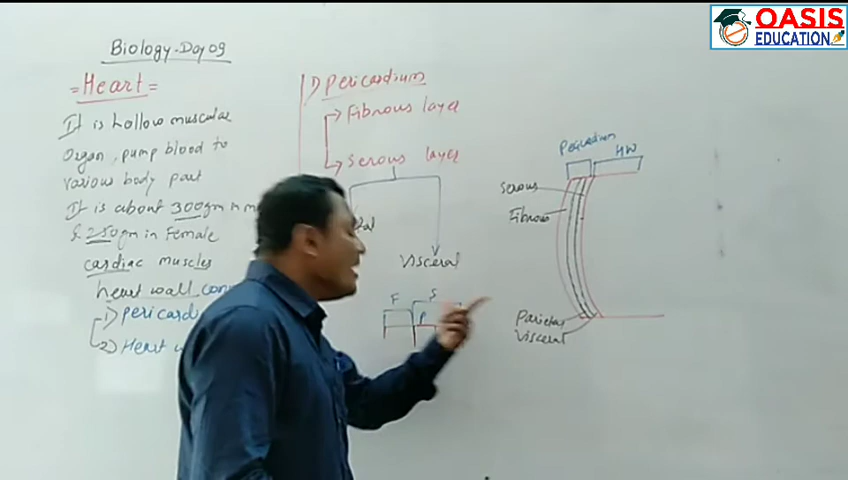 OASIS
EDUCATION
Biology-Day 09
=Heart=
It is hollow muscular
organ, pump blood to
various body part
It is about 300gm in m
& 250gm in Female
cardiac muscles
heart wall con
1) pericardi
2) Heart w
1) Pericardium
Fibrous layer
Serous layer
tal
Visceral
F S
P
Pericardium HW
Serous
Fibrous
Parietal
Visceral